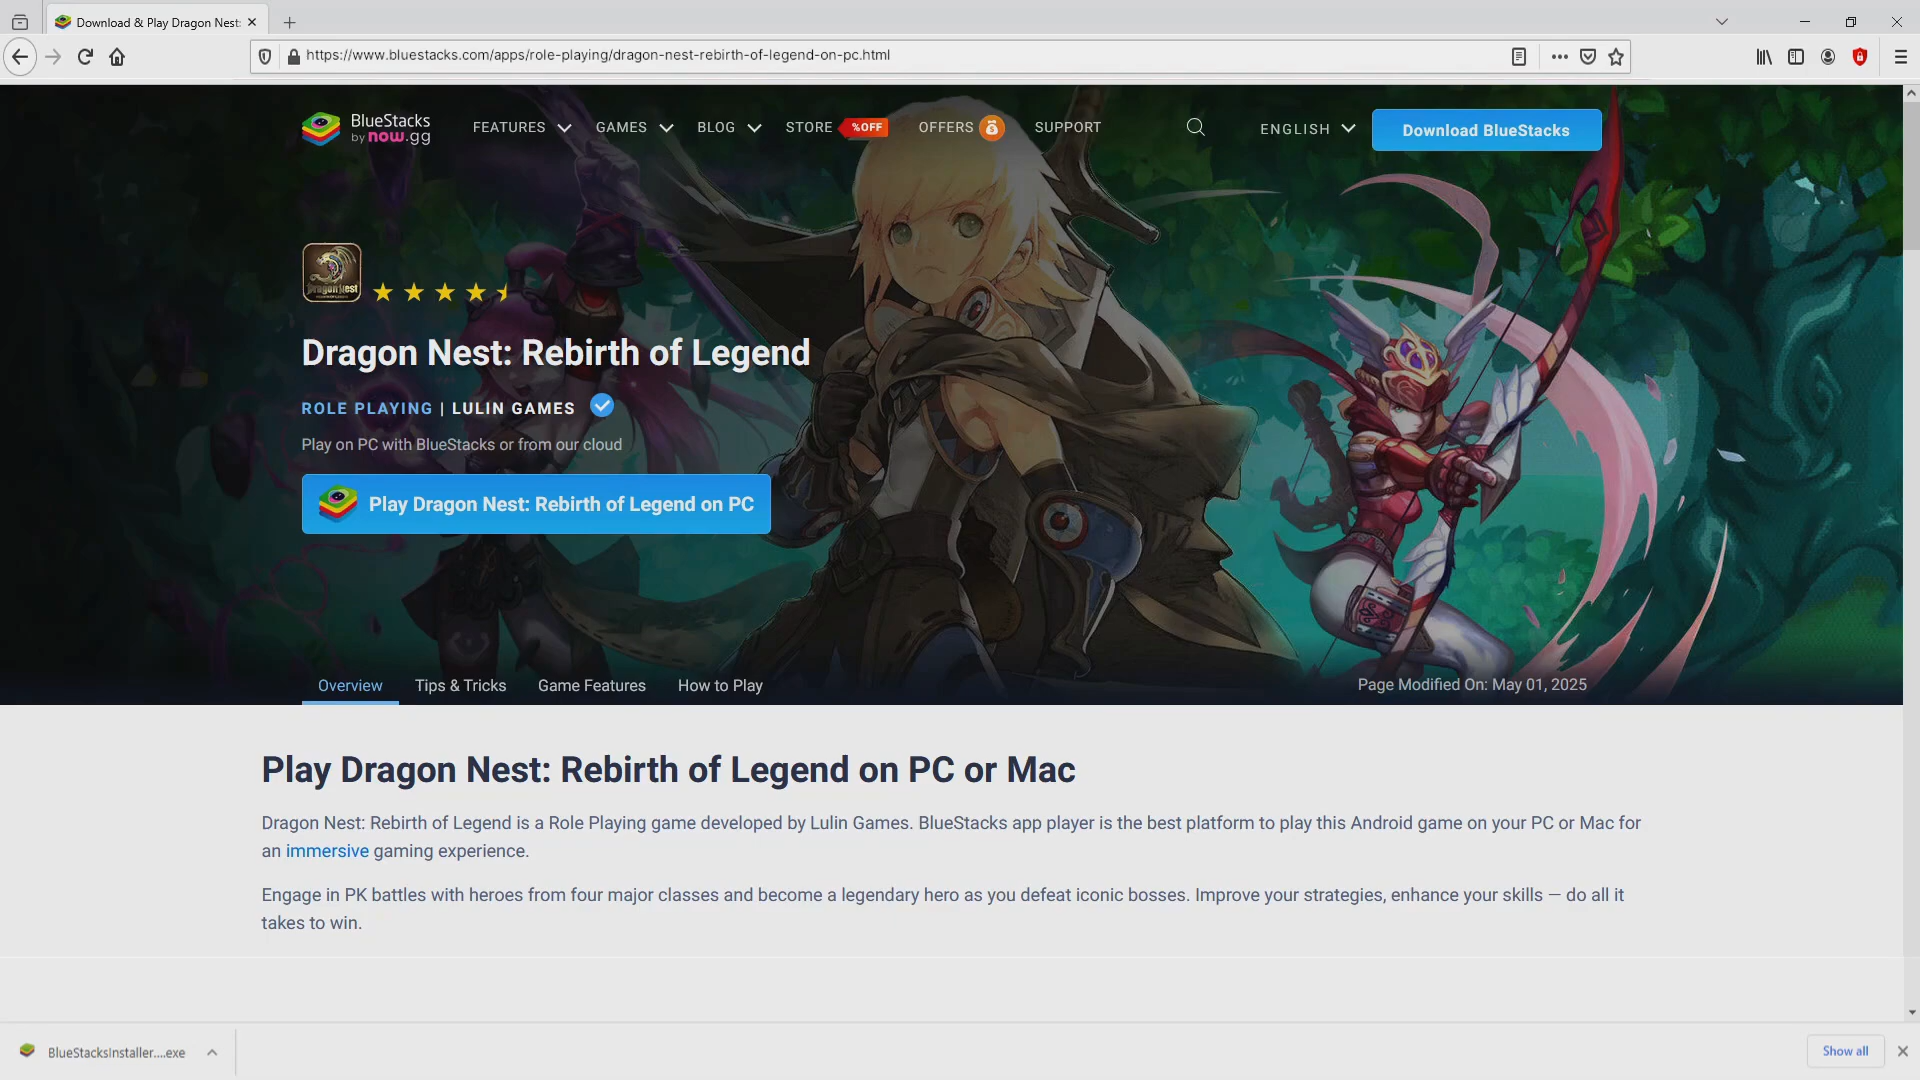 Download & Play Dragon Nest:
https://www.bluestacks.com/apps/role-playing/dragon-nest-rebirth-of-legend-on-pc.html
BlueStacks
by now.gg
FEATURES
GAMES
BLOG
STORE
%OFF
OFFERS
SUPPORT
ENGLISH
Download BlueStacks
DragonNest
Dragon Nest: Rebirth of Legend
ROLE PLAYING | LULIN GAMES
Play on PC with BlueStacks or from our cloud
Play Dragon Nest: Rebirth of Legend on PC
Overview
Tips & Tricks
Game Features
How to Play
Page Modified On: May 01, 2025
Play Dragon Nest: Rebirth of Legend on PC or Mac
Dragon Nest: Rebirth of Legend is a Role Playing game developed by Lulin Games. BlueStacks app player is the best platform to play this Android game on your PC or Mac for
an immersive gaming experience.
Engage in PK battles with heroes from four major classes and become a legendary hero as you defeat iconic bosses. Improve your strategies, enhance your skills — do all it
takes to win.
BlueStacksInstaller....exe
Show all